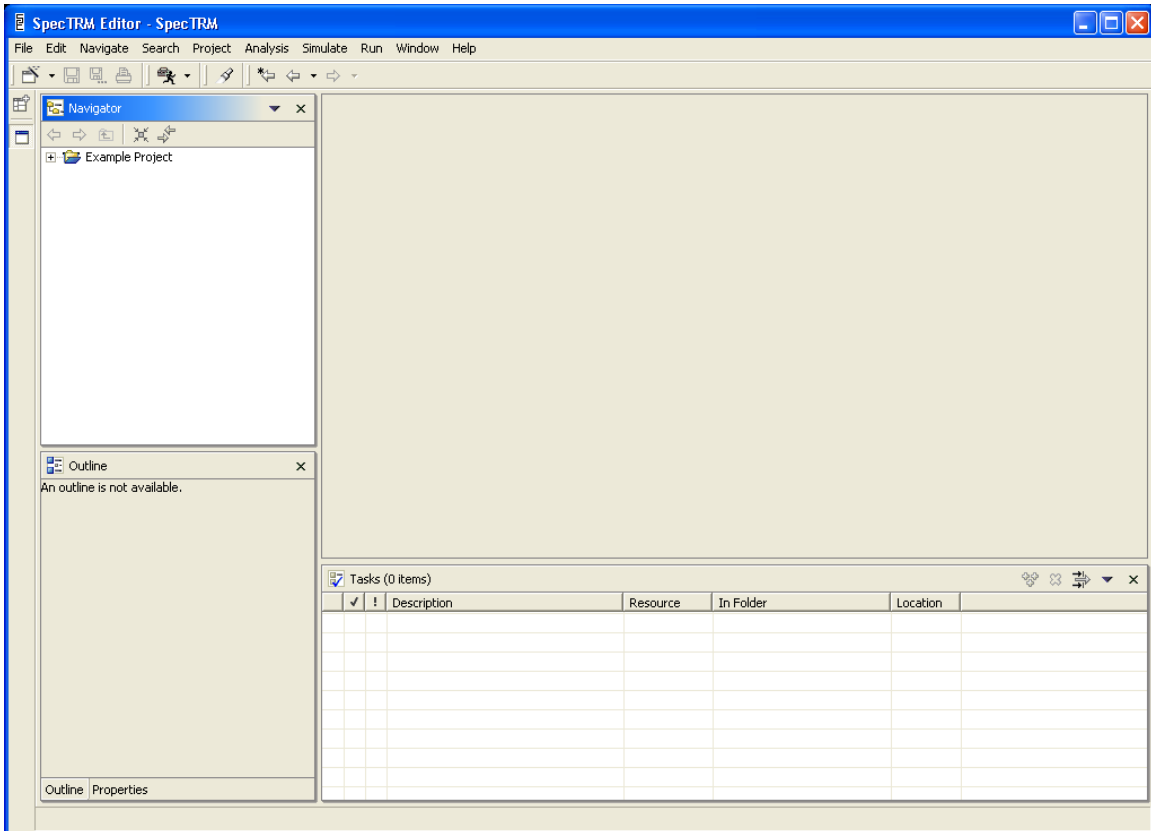 SpecTRM Editor - SpecTRM
File Edit Navigate Search Project Analysis Simulate Run Window Help
Navigator
Example Project
Outline
An outline is not available.
Tasks (0 items)
! Description Resource In Folder Location
Outline Properties